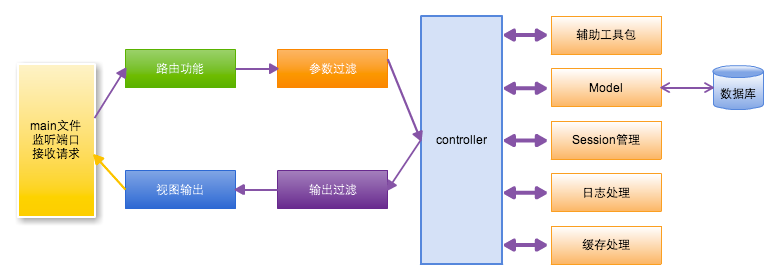 main文件
监听端口
接收请求
路由功能
参数过滤
视图输出
输出过滤
controller
辅助工具包
Model
数据库
Session管理
日志处理
缓存处理